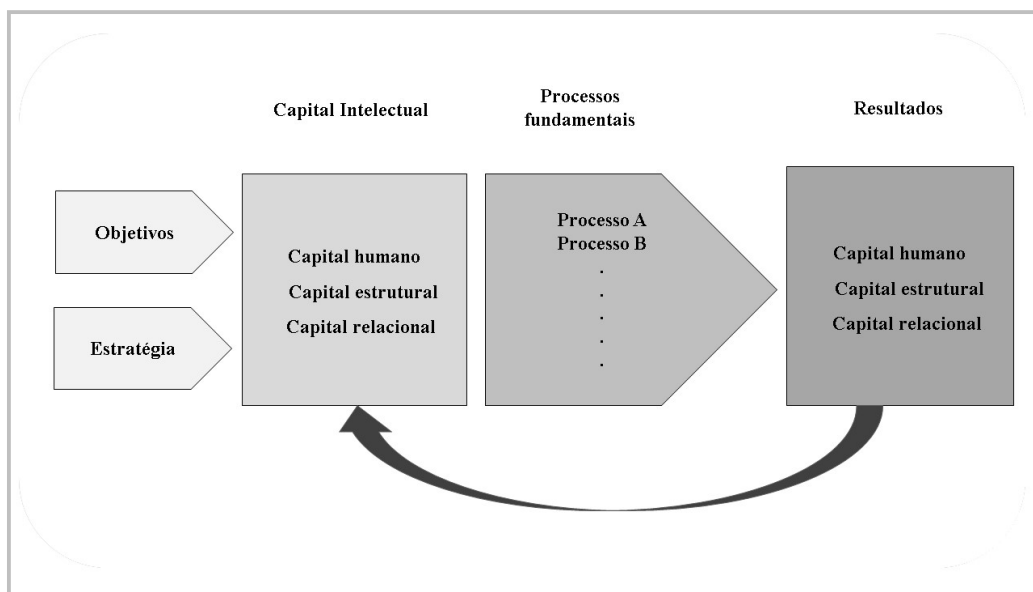 Capital Intelectual
Processos
fundamentais
Resultados
Objetivos
Estratégia
Capital humano
Capital estrutural
Capital relacional
Processo A
Processo B
.
.
.
.
.
Capital humano
Capital estrutural
Capital relacional